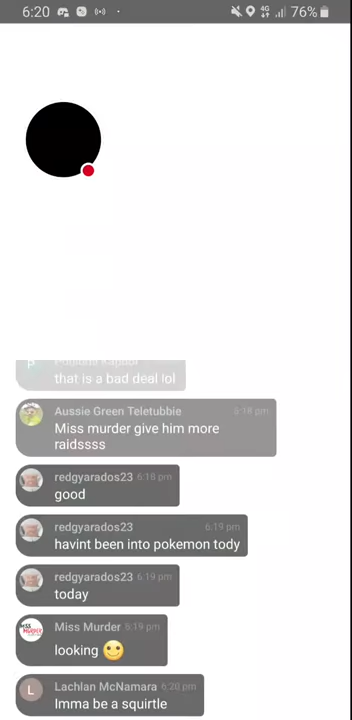 6:20
4G 76%
that is a bad deal lol
Aussie Green Teletubbie 6:18 pm
Miss murder give him more
raidssss
redgyarados23 6:18 pm
good
redgyarados23 6:19 pm
havint been into pokemon tody
redgyarados23 6:19 pm
today
Miss Murder 6:19 pm
looking
L
Lachlan McNamara 6:20 pm
Imma be a squirtle